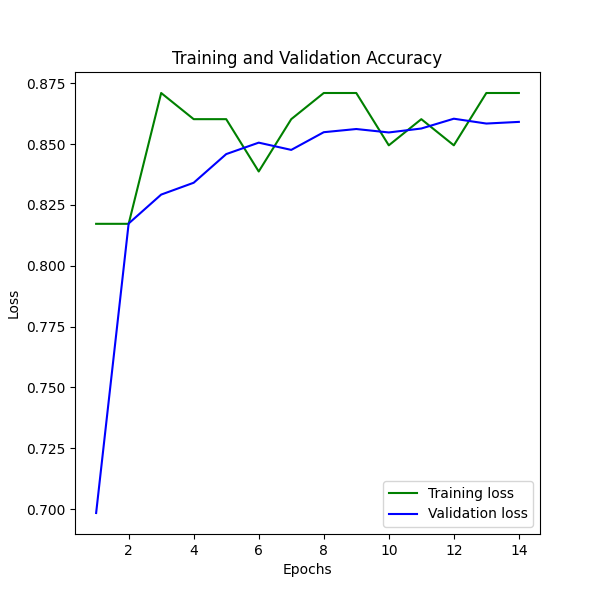 Training and Validation Accuracy
0.875
0.850
0.825
0.800
0.775
0.750
0.725
0.700
Loss
Training loss
Validation loss
2 4 6 8 10 12 14
Epochs